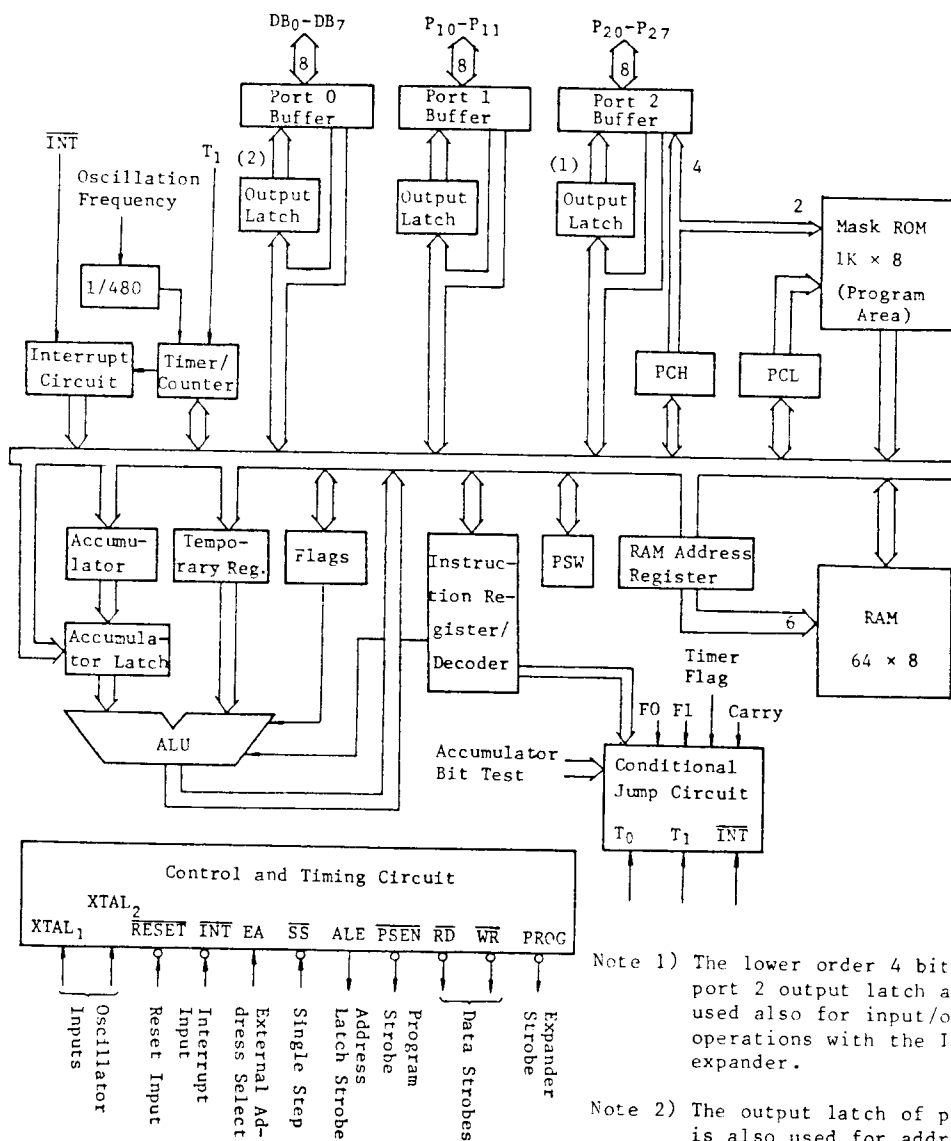 DB0-DB7
P10-P11
P20-P27
8
8
8
Port 0
Buffer
Port 1
Buffer
Port 2
Buffer
INT
T1
(2)
(1)
4
Oscillation
Frequency
Output
Latch
Output
Latch
Output
Latch
2
Mask ROM
1K × 8
(Program
Area)
1/480
Interrupt
Circuit
Timer/
Counter
PCH
PCL
Accumu-
lator
Tempo-
rary Reg.
Flags
Instruc-
tion Re-
gister/
Decoder
PSW
RAM Address
Register
Accumula-
tor Latch
6
RAM
64 × 8
Timer
Flag
F0 F1 Carry
ALU
Accumulator
Bit Test
Conditional
Jump Circuit
T0 T1 INT
Control and Timing Circuit
XTAL1 XTAL2 RESET INT EA SS ALE PSEN RD WR PROG
Oscillator
Inputs
Reset Input
Interrupt
Input
External Ad-
dress Select
Single Step
Address
Latch Strobe
Program
Strobe
Data Strobes
Expander
Strobe
Note 1) The lower order 4 bit
port 2 output latch a
used also for input/o
operations with the I
expander.
Note 2) The output latch of p
is also used for addr